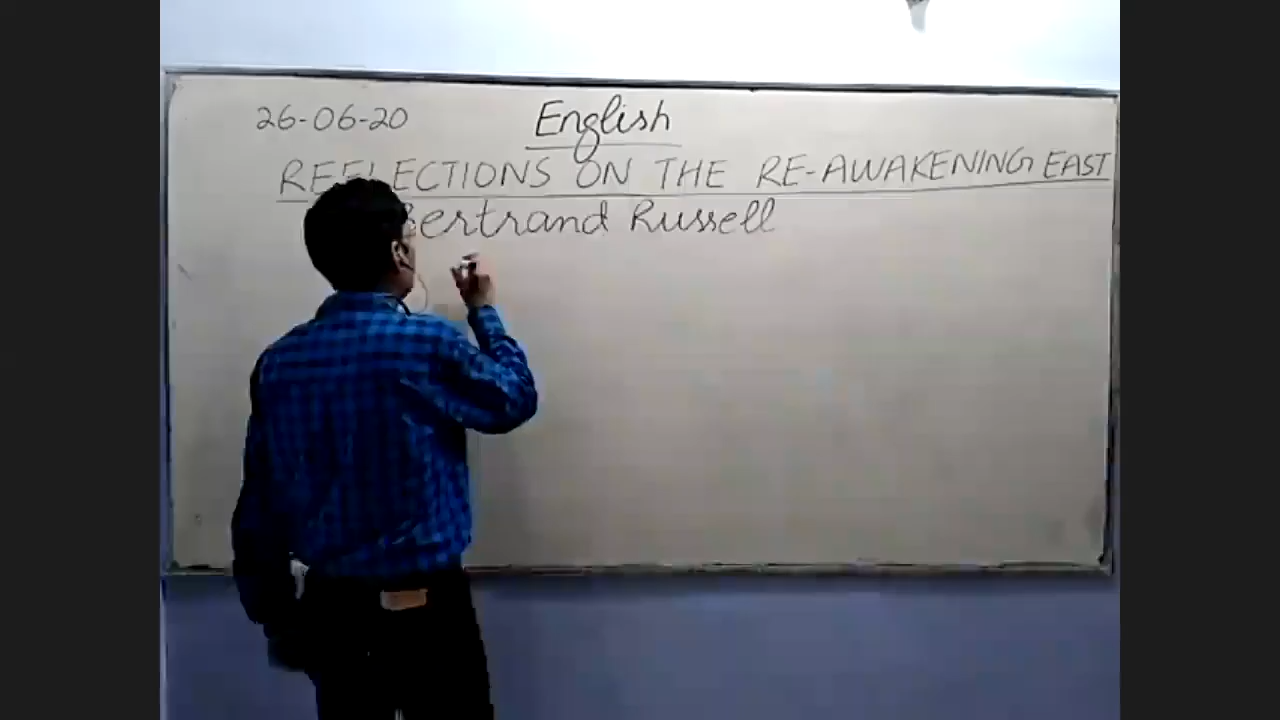 26-06-20 English
REFLECTIONS ON THE RE-AWAKENING EAST
Bertrand Russell